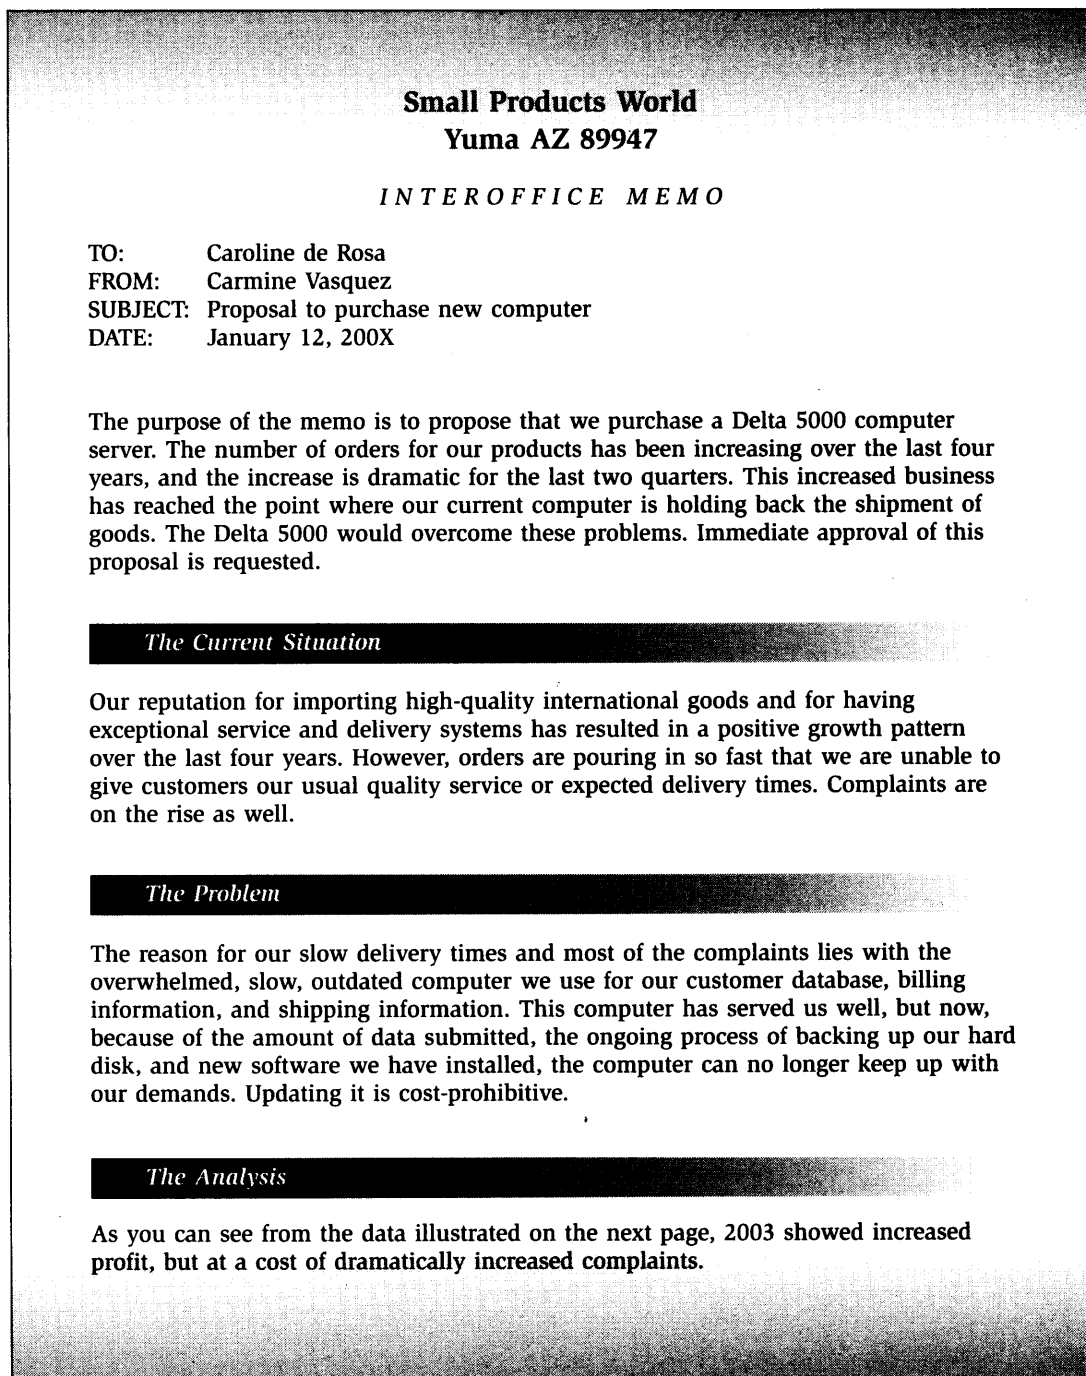 Small Products World
Yuma AZ 89947
INTEROFFICE MEMO
TO: Caroline de Rosa
FROM: Carmine Vasquez
SUBJECT: Proposal to purchase new computer
DATE: January 12, 200X
The purpose of the memo is to propose that we purchase a Delta 5000 computer
server. The number of orders for our products has been increasing over the last four
years, and the increase is dramatic for the last two quarters. This increased business
has reached the point where our current computer is holding back the shipment of
goods. The Delta 5000 would overcome these problems. Immediate approval of this
proposal is requested.
The Current Situation
Our reputation for importing high-quality international goods and for having
exceptional service and delivery systems has resulted in a positive growth pattern
over the last four years. However, orders are pouring in so fast that we are unable to
give customers our usual quality service or expected delivery times. Complaints are
on the rise as well.
The Problem
The reason for our slow delivery times and most of the complaints lies with the
overwhelmed, slow, outdated computer we use for our customer database, billing
information, and shipping information. This computer has served us well, but now,
because of the amount of data submitted, the ongoing process of backing up our hard
disk, and new software we have installed, the computer can no longer keep up with
our demands. Updating it is cost-prohibitive.
The Analysis
As you can see from the data illustrated on the next page, 2003 showed increased
profit, but at a cost of dramatically increased complaints.